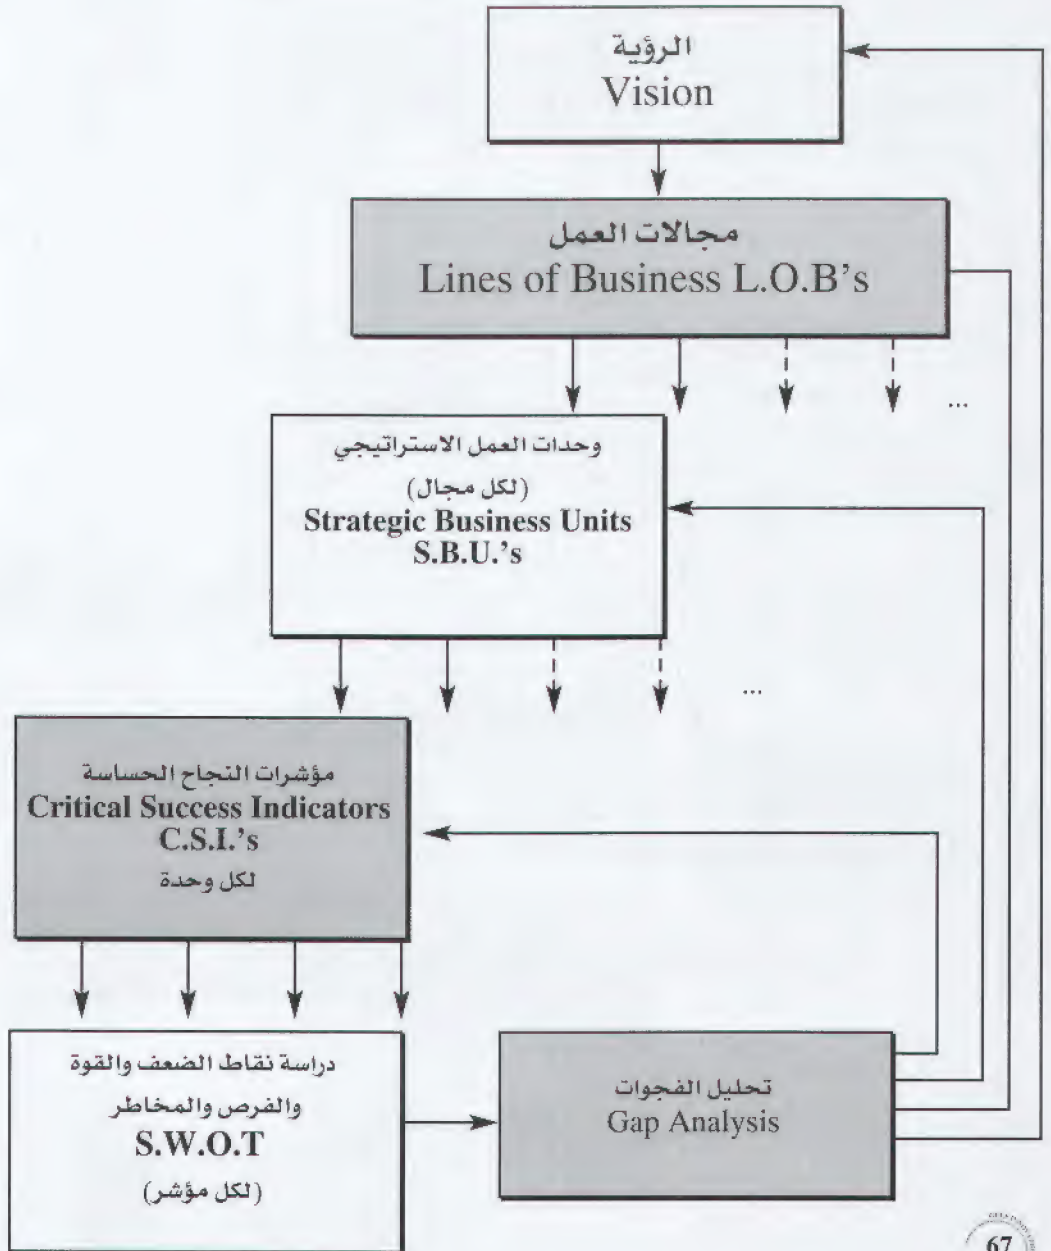 الرؤية
Vision
مجالات العمل
Lines of Business L.O.B's
...
وحدات العمل الاستراتيجي
(لكل مجال)
Strategic Business Units
S.B.U.'s
...
مؤشرات النجاح الحساسة
Critical Success Indicators
C.S.I.'s
لكل وحدة
دراسة نقاط الضعف والقوة
والفرص والمخاطر
S.W.O.T
(لكل مؤشر)
تحليل الفجوات
Gap Analysis
67